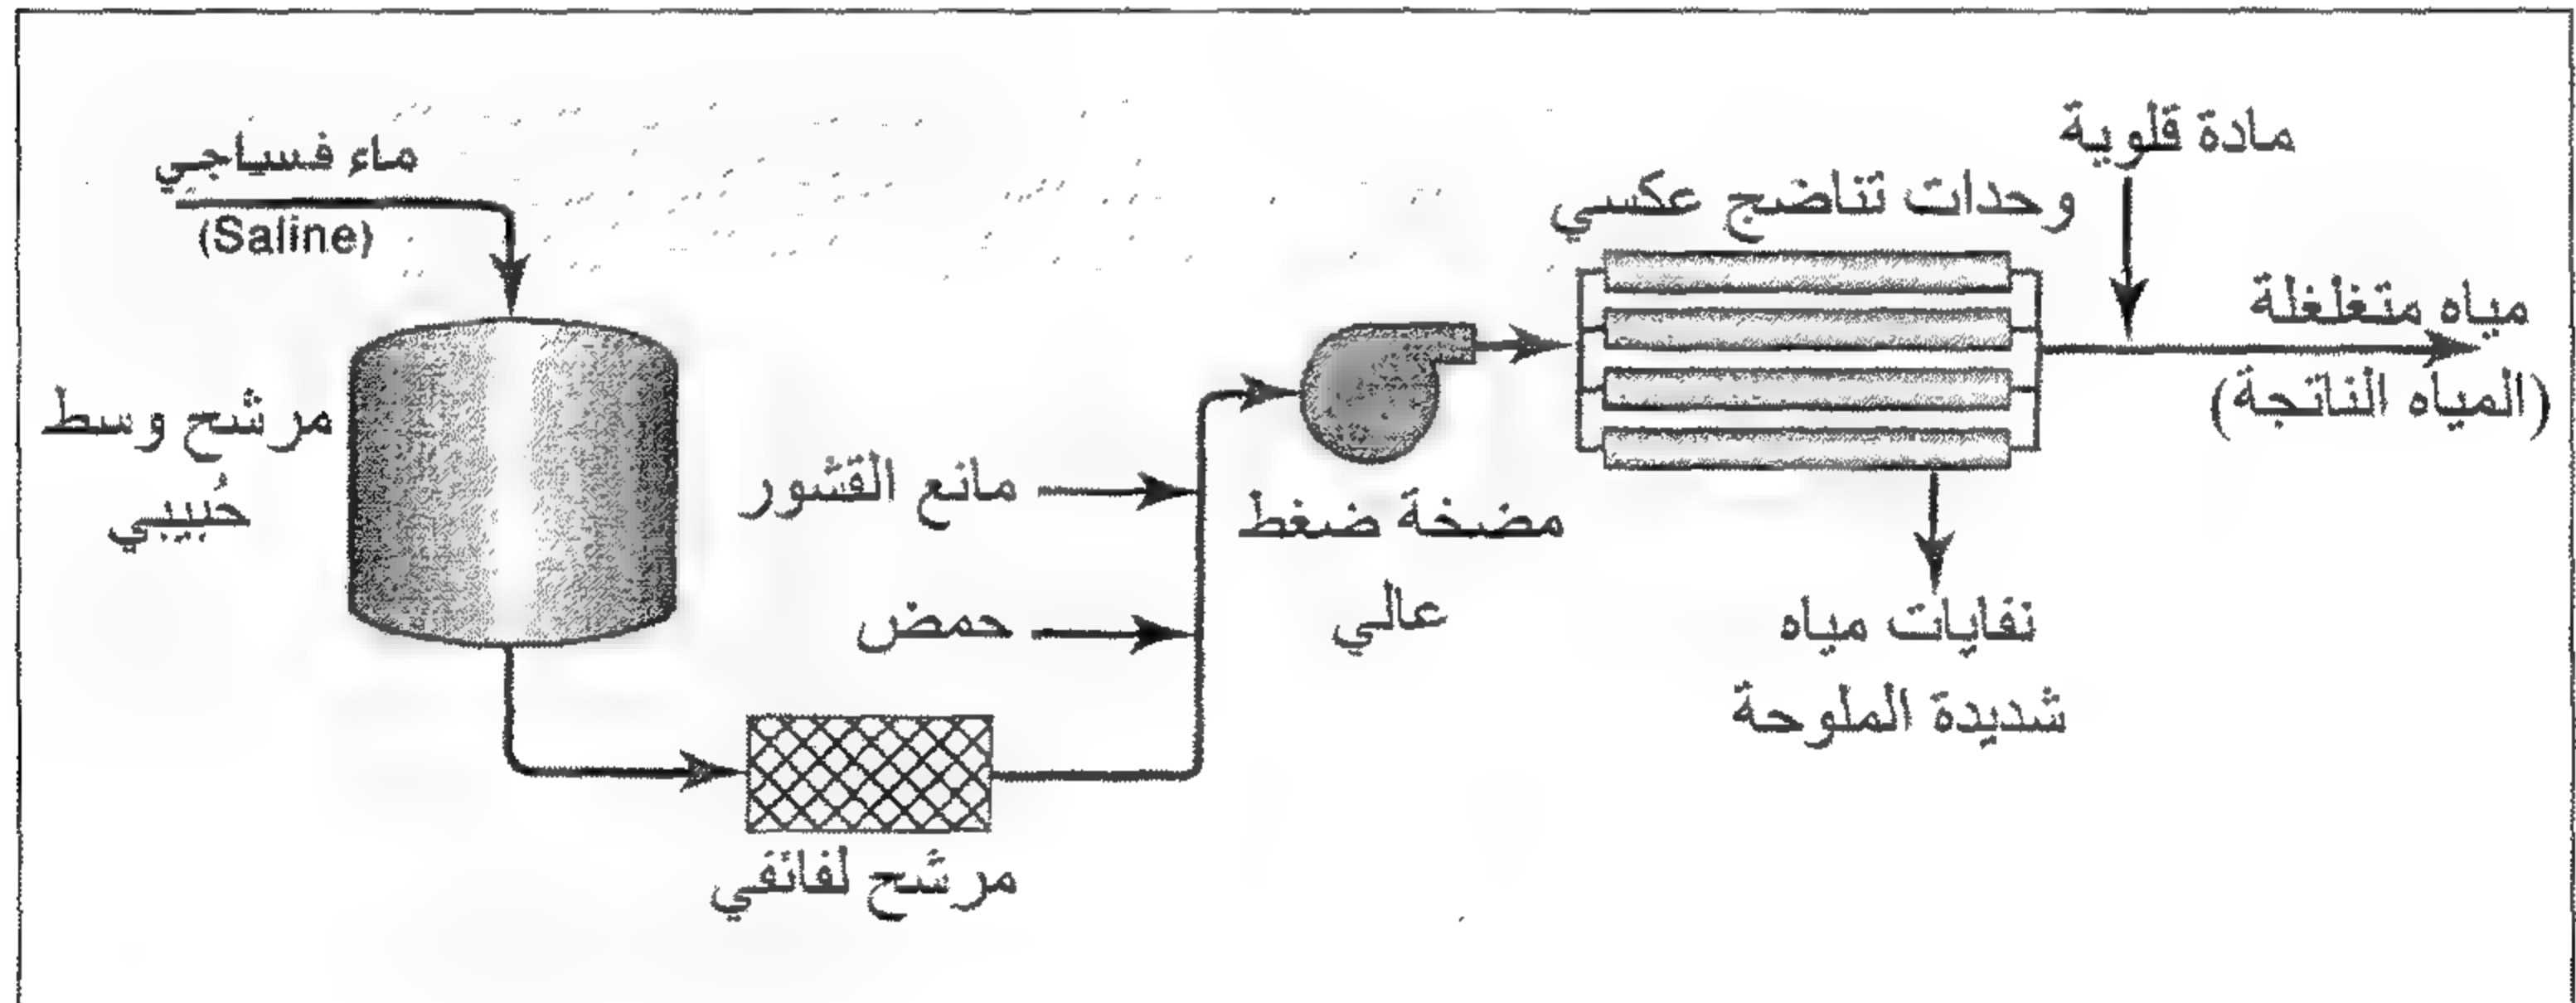 ماء فسياجي
(Saline)
مرشح وسط
حُبيبي
مرشح لفائفي
مانع القشور
حمض
مضخة ضغط
عالي
وحدات تناضج عكسي
مادة قلوية
مياه متغلغلة
(المياه الناتجة)
نفايات مياه
شديدة الملوحة